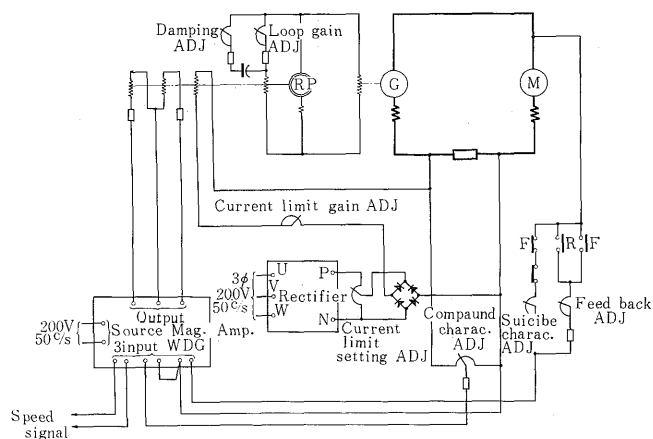 Damping
ADJ
Loop gain
ADJ
RP
G
M
Current limit gain ADJ
F
R
F
3φ
200V
50c/s
U
V
W
Rectifier
P
N
Current
limit
setting ADJ
Compaund
charac.
ADJ
Suicibe
charac.
ADJ
Feed back
ADJ
200V
50c/s
Output
Source Mag. Amp.
3input WDG
Speed
signal